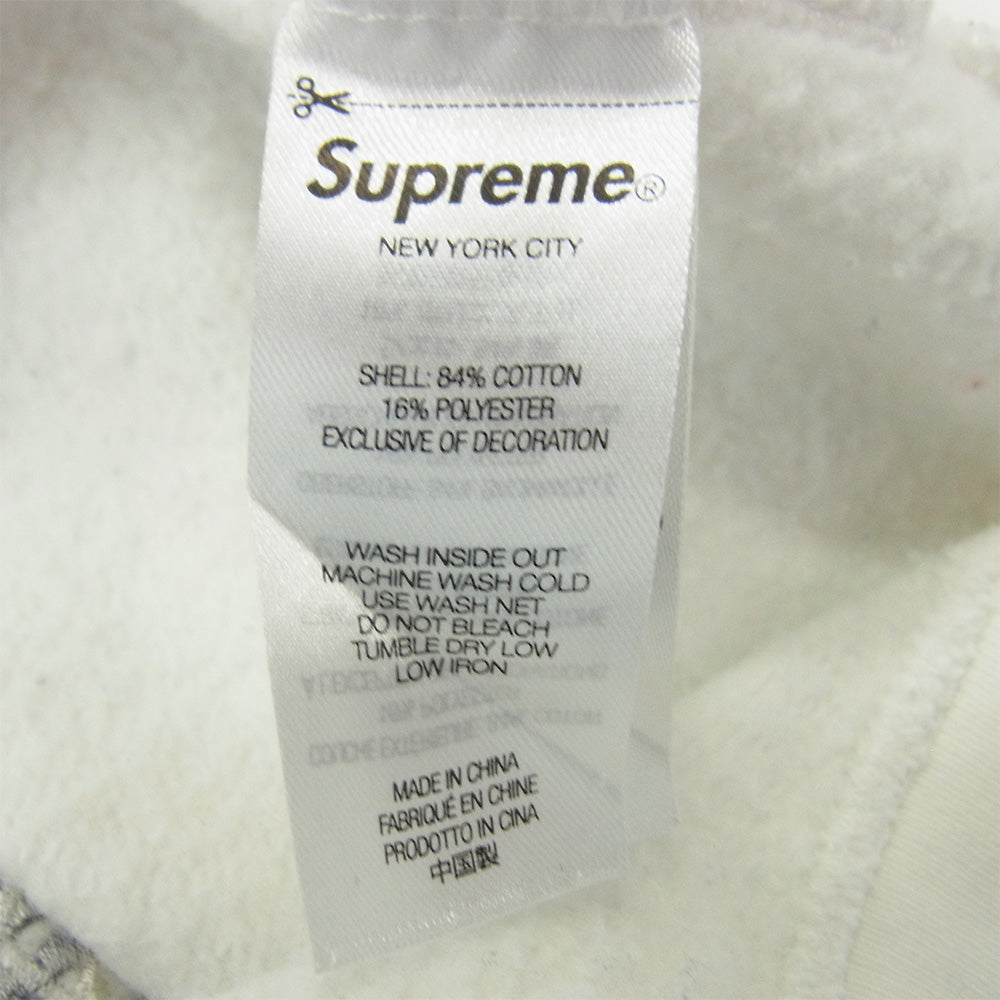 Supreme®
NEW YORK CITY
SHELL: 84% COTTON
16% POLYESTER
EXCLUSIVE OF DECORATION
WASH INSIDE OUT
MACHINE WASH COLD
USE WASH NET
DO NOT BLEACH
TUMBLE DRY LOW
LOW IRON
MADE IN CHINA
FABRIQUÉ EN CHINE
PRODOTTO IN CINA
中国製